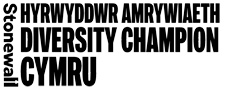 Stonewall
HYRWYDDWR AMRYWIAETH
DIVERSITY CHAMPION
CYMRU